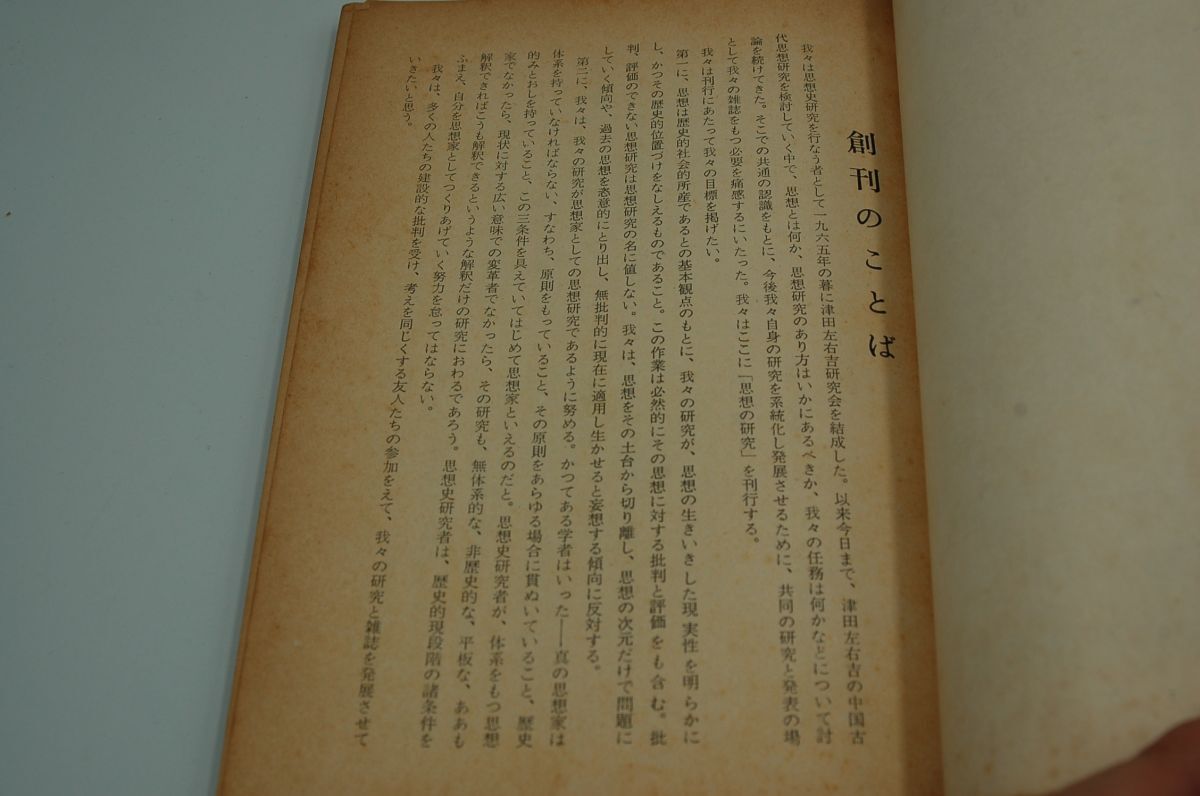 創刊のことば
我々は思想史研究を行なう者として一九六五年の暮に津田左右吉研究会を結成した。以来今日まで、津田左右吉の中国古
代思想研究を検討していく中で、思想とは何か、思想研究のあり方はいかにあるべきか、我々の任務は何かなどについて討
論を続けてきた。そこでの共通の認識をもとに、今後我々自身の研究を系統化し発展させるために、共同の研究と発表の場
として我々の雑誌をもつ必要を痛感するにいたった。我々はここに「思想の研究」を刊行する。
我々は刊行にあたって我々の目標を掲げたい。
第一に、思想は歴史的社会的所産であるとの基本観点のもとに、我々の研究が、思想の生きいきした現実性を明らかに
し、かつその歴史的位置づけをなしえるものであること。この作業は必然的にその思想に対する批判と評価をも含む。批
判、評価のできない思想研究は思想研究の名に値しない。我々は、思想をその土台から切り離し、思想の次元だけで問題に
していく傾向や、過去の思想を恣意的にとり出し、無批判的に現在に適用し生かせると妄想する傾向に反対する。
第二に、我々は、我々の研究が思想家としての思想研究であるように努める。かつてある学者はいった――真の思想家は
体系を持っていなければならない、すなわち、原則をもっていること、その原則をあらゆる場合に貫ぬいていること、歴史
的みとおしを持っていること、この三条件を具えていてはじめて思想家といえるのだと。思想史研究者が、体系をもつ思想
家でなかったら、現状に対する広い意味での変革者でなかったら、その研究も、無体系的な、非歴史的な、平板な、ああも
解釈できればこうも解釈できるというような解釈だけの研究におわるであろう。思想史研究者は、歴史的現段階の諸条件を
ふまえ、自分を思想家としてつくりあげていく努力を怠ってはならない。
我々は、多くの人たちの建設的な批判を受け、考えを同じくする友人たちの参加をえて、我々の研究と雑誌を発展させて
いきたいと思う。